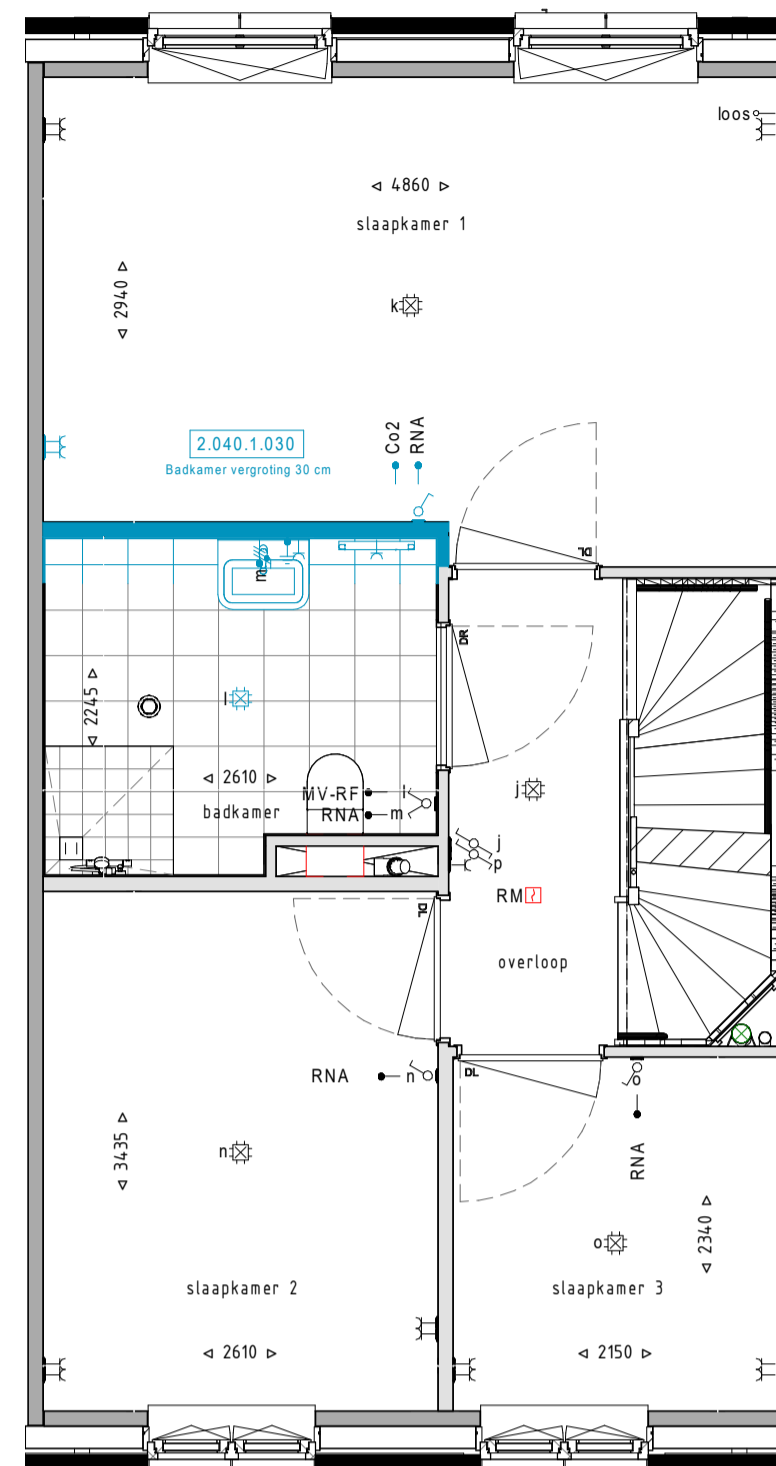 loos
4860
slaapkamer 1
2940
k
2.040.1.030
Badkamer vergroting 30 cm
Co2
RNA
DL
DR
2245
l
2610
badkamer
MV-RF l
RNA m
j
j
p
RM
overloop
DL
RNA n
DL
o
RNA
n
3435
o
2340
slaapkamer 2
slaapkamer 3
2610
2150